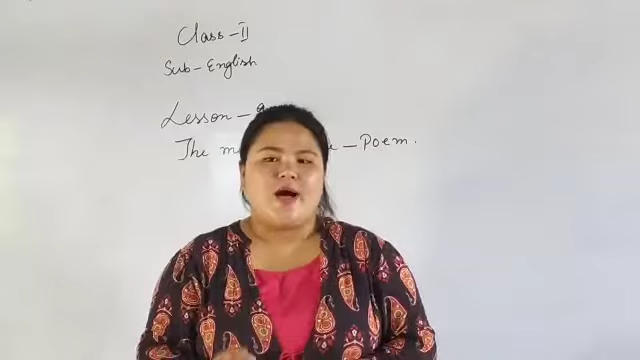 Class - II
Sub - English
Lesson -
The - Poem.